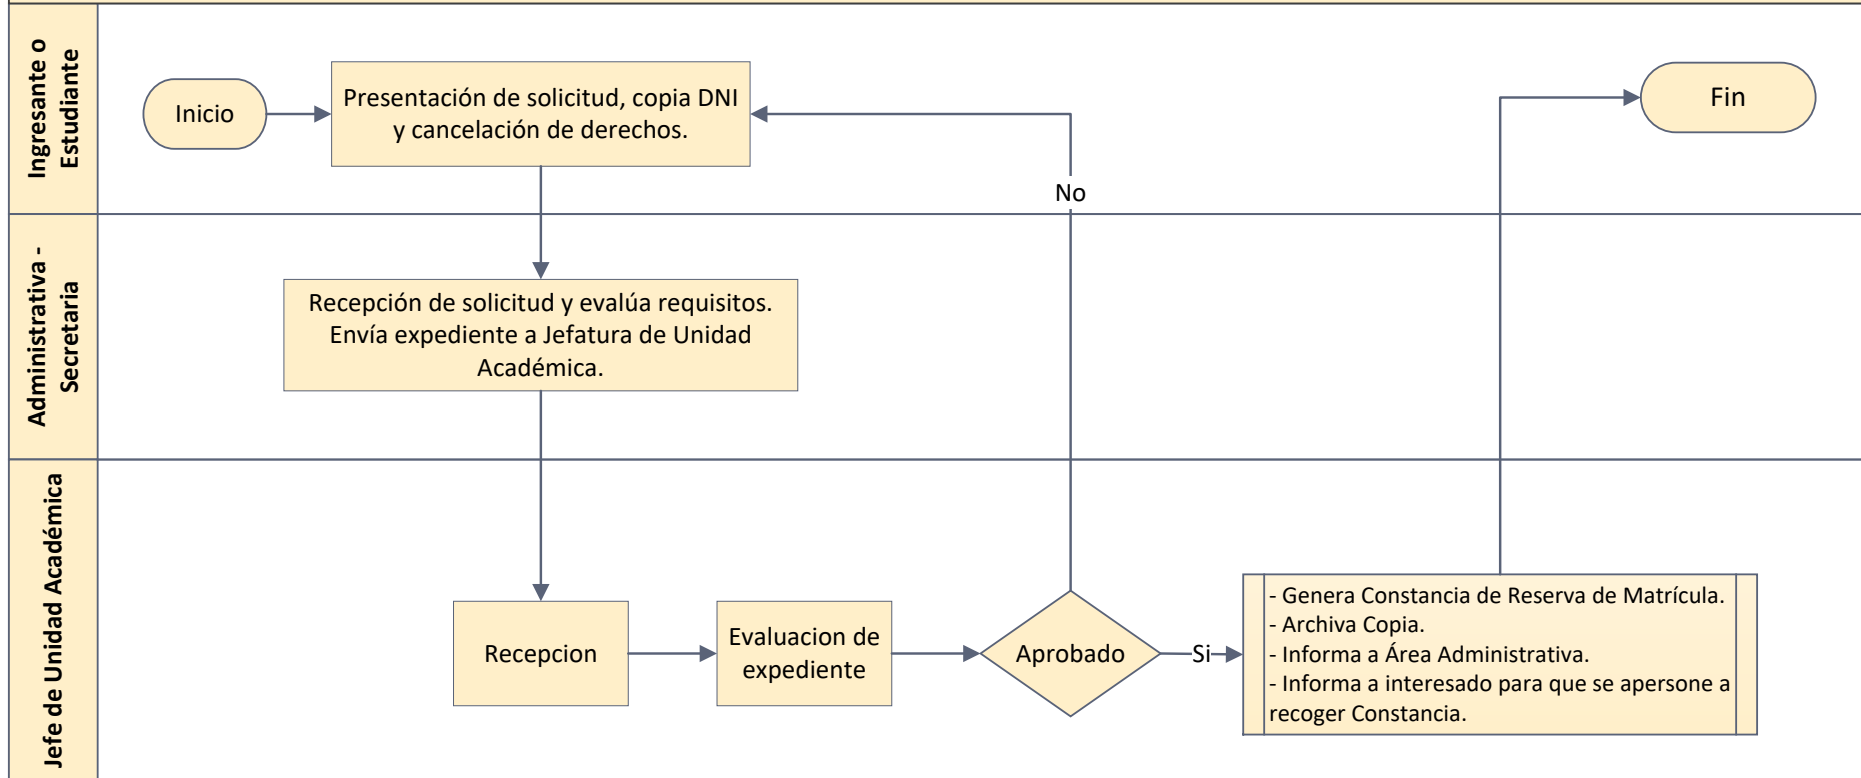 Ingresante o
Estudiante
Inicio
Presentación de solicitud, copia DNI
y cancelación de derechos.
Fin
No
Administrativa -
Secretaria
Recepción de solicitud y evalúa requisitos.
Envía expediente a Jefatura de Unidad
Académica.
Jefe de Unidad Académica
Recepcion
Evaluacion de
expediente
Aprobado
Si
- Genera Constancia de Reserva de Matrícula.
- Archiva Copia.
- Informa a Área Administrativa.
- Informa a interesado para que se apersone a
recoger Constancia.